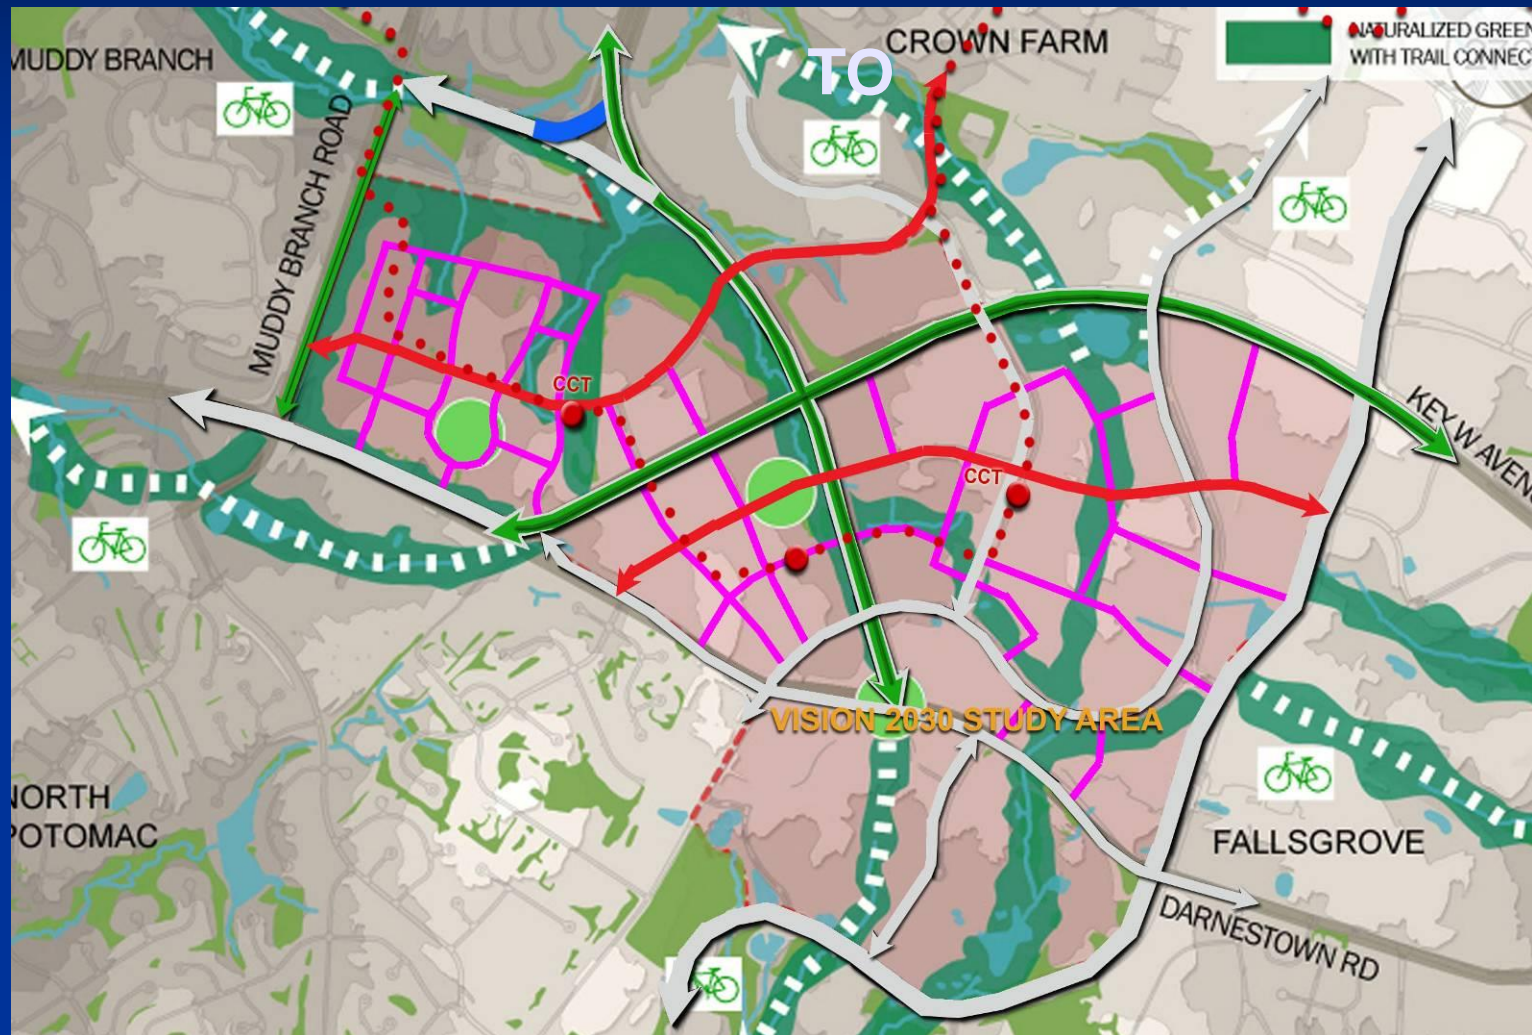 TO
CROWN FARM
NATURALIZED GREEN
WITH TRAIL CONNEC
MUDDY BRANCH
MUDDY BRANCH ROAD
CCT
CCT
KEY W AVEN
VISION 2030 STUDY AREA
NORTH
POTOMAC
FALLSGROVE
DARNESTOWN RD